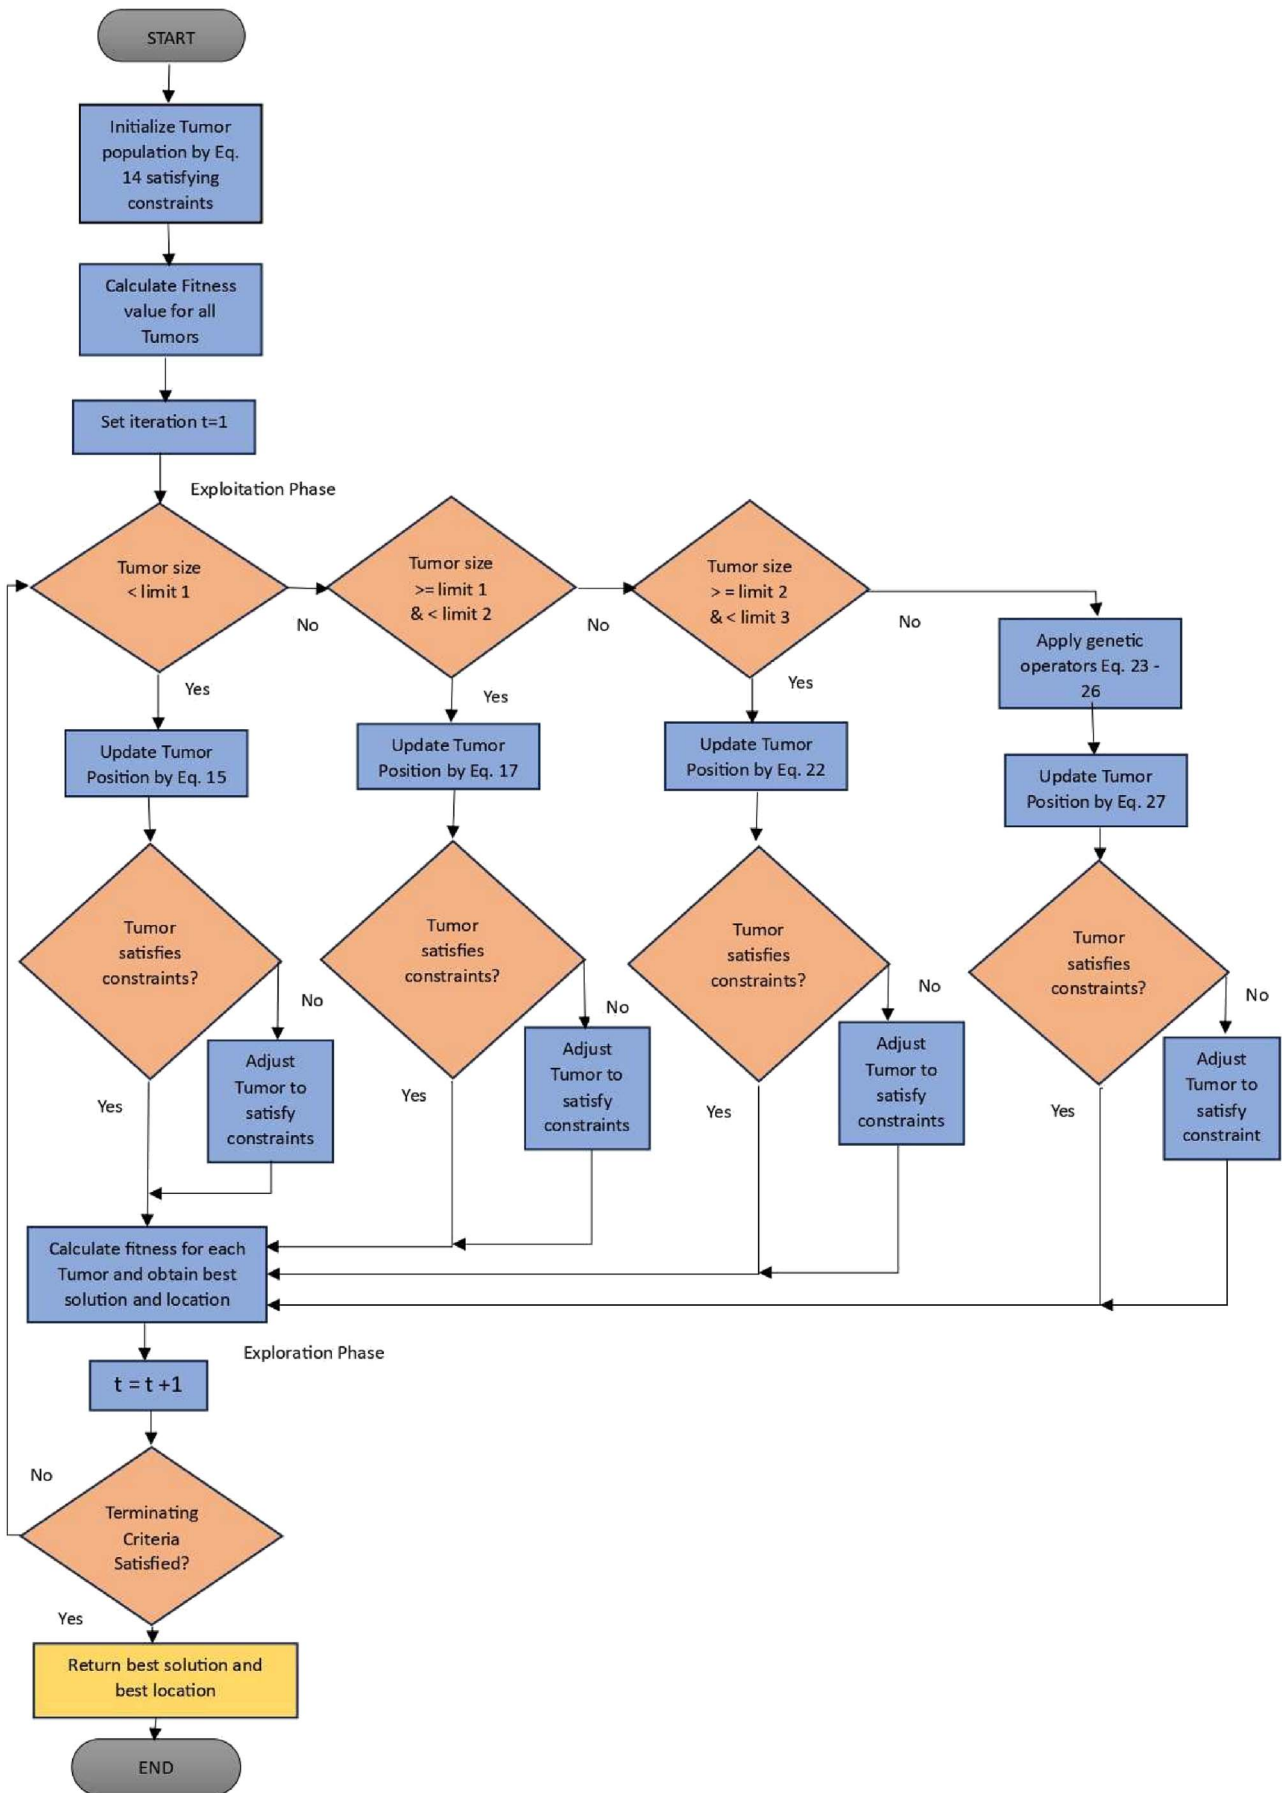 START
Initialize Tumor
population by Eq.
14 satisfying
constraints
Calculate Fitness
value for all
Tumors
Set iteration t=1
Exploitation Phase
Tumor size
< limit 1
No
Tumor size
>= limit 1
& < limit 2
No
Tumor size
> = limit 2
& < limit 3
No
Apply genetic
operators Eq. 23 -
26
Yes
Yes
Yes
Update Tumor
Position by Eq. 15
Update Tumor
Position by Eq. 17
Update Tumor
Position by Eq. 22
Update Tumor
Position by Eq. 27
Tumor
satisfies
constraints?
No
Tumor
satisfies
constraints?
No
Tumor
satisfies
constraints?
No
Tumor
satisfies
constraints?
No
Yes
Adjust
Tumor to
satisfy
constraints
Yes
Adjust
Tumor to
satisfy
constraints
Yes
Adjust
Tumor to
satisfy
constraints
Yes
Adjust
Tumor to
satisfy
constraint
Calculate fitness for each
Tumor and obtain best
solution and location
Exploration Phase
t = t +1
No
Terminating
Criteria
Satisfied?
Yes
Return best solution and
best location
END